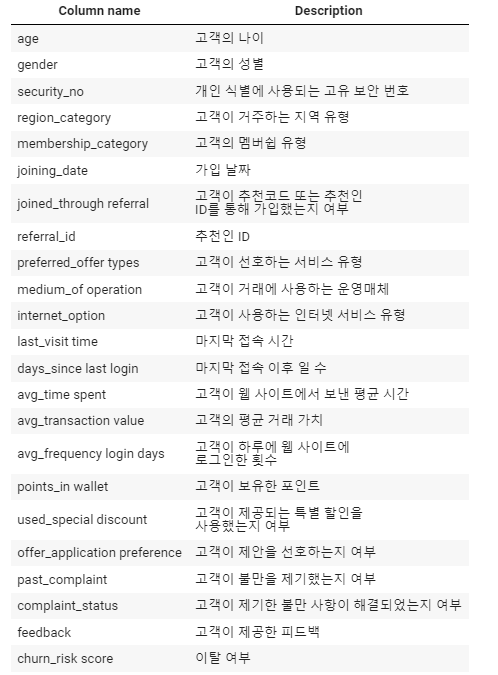 Column name Description
age 고객의 나이
gender 고객의 성별
security_no 개인 식별에 사용되는 고유 보안 번호
region_category 고객이 거주하는 지역 유형
membership_category 고객의 멤버쉽 유형
joining_date 가입 날짜
joined_through referral 고객이 추천코드 또는 추천인
ID를 통해 가입했는지 여부
referral_id 추천인 ID
preferred_offer types 고객이 선호하는 서비스 유형
medium_of operation 고객이 거래에 사용하는 운영매체
internet_option 고객이 사용하는 인터넷 서비스 유형
last_visit time 마지막 접속 시간
days_since last login 마지막 접속 이후 일 수
avg_time spent 고객이 웹 사이트에서 보낸 평균 시간
avg_transaction value 고객의 평균 거래 가치
avg_frequency login days 고객이 하루에 웹 사이트에
로그인한 횟수
points_in wallet 고객이 보유한 포인트
used_special discount 고객이 제공되는 특별 할인을
사용했는지 여부
offer_application preference 고객이 제안을 선호하는지 여부
past_complaint 고객이 불만을 제기했는지 여부
complaint_status 고객이 제기한 불만 사항이 해결되었는지 여부
feedback 고객이 제공한 피드백
churn_risk score 이탈 여부